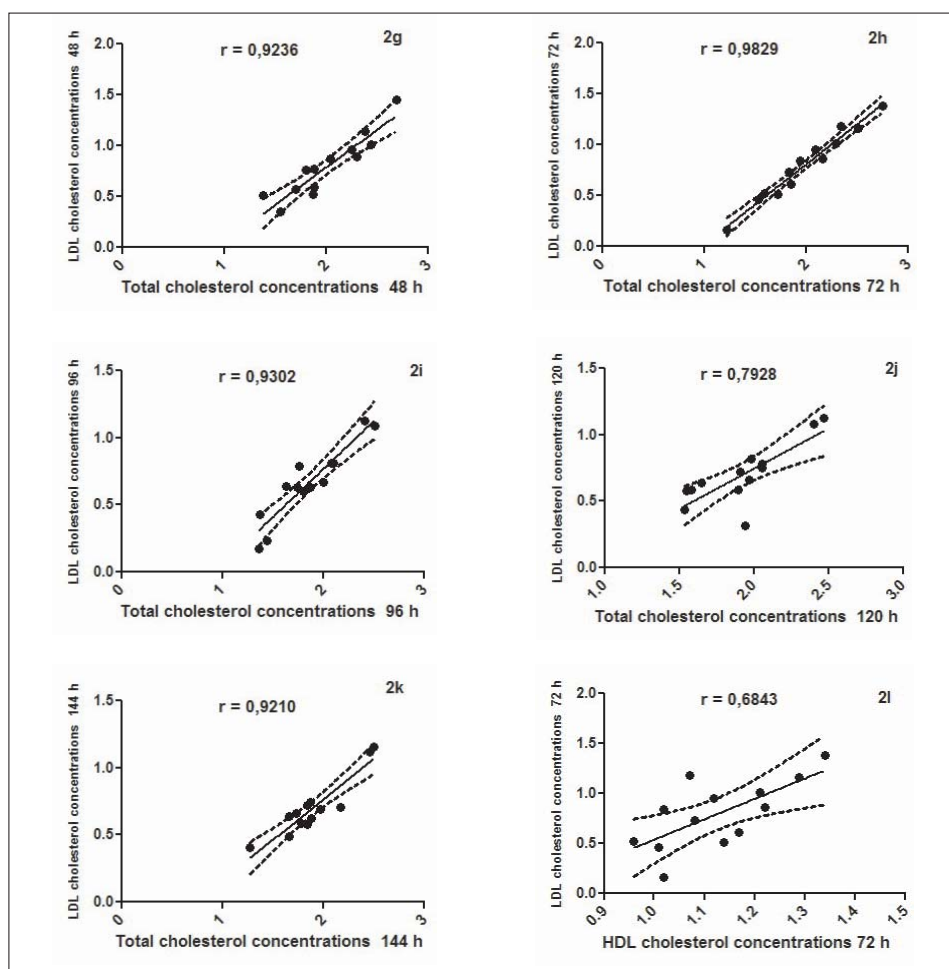 2g
r = 0,9236
LDL cholesterol concentrations 48 h
2.0
1.5
1.0
0.5
0.0
0
1
2
3
Total cholesterol concentrations 48 h
2h
r = 0,9829
LDL cholesterol concentrations 72 h
2.0
1.5
1.0
0.5
0.0
0
1
2
3
Total cholesterol concentrations 72 h
2i
r = 0,9302
LDL cholesterol concentrations 96 h
1.5
1.0
0.5
0.0
0
1
2
3
Total cholesterol concentrations 96 h
2j
r = 0,7928
LDL cholesterol concentrations 120 h
1.5
1.0
0.5
0.0
1.0
1.5
2.0
2.5
3.0
Total cholesterol concentrations 120 h
2k
r = 0,9210
LDL cholesterol concentrations 144 h
1.5
1.0
0.5
0.0
0
1
2
3
Total cholesterol concentrations 144 h
2l
r = 0,6843
LDL cholesterol concentrations 72 h
2.0
1.5
1.0
0.5
0.0
0.9
1.0
1.1
1.2
1.3
1.4
1.5
HDL cholesterol concentrations 72 h